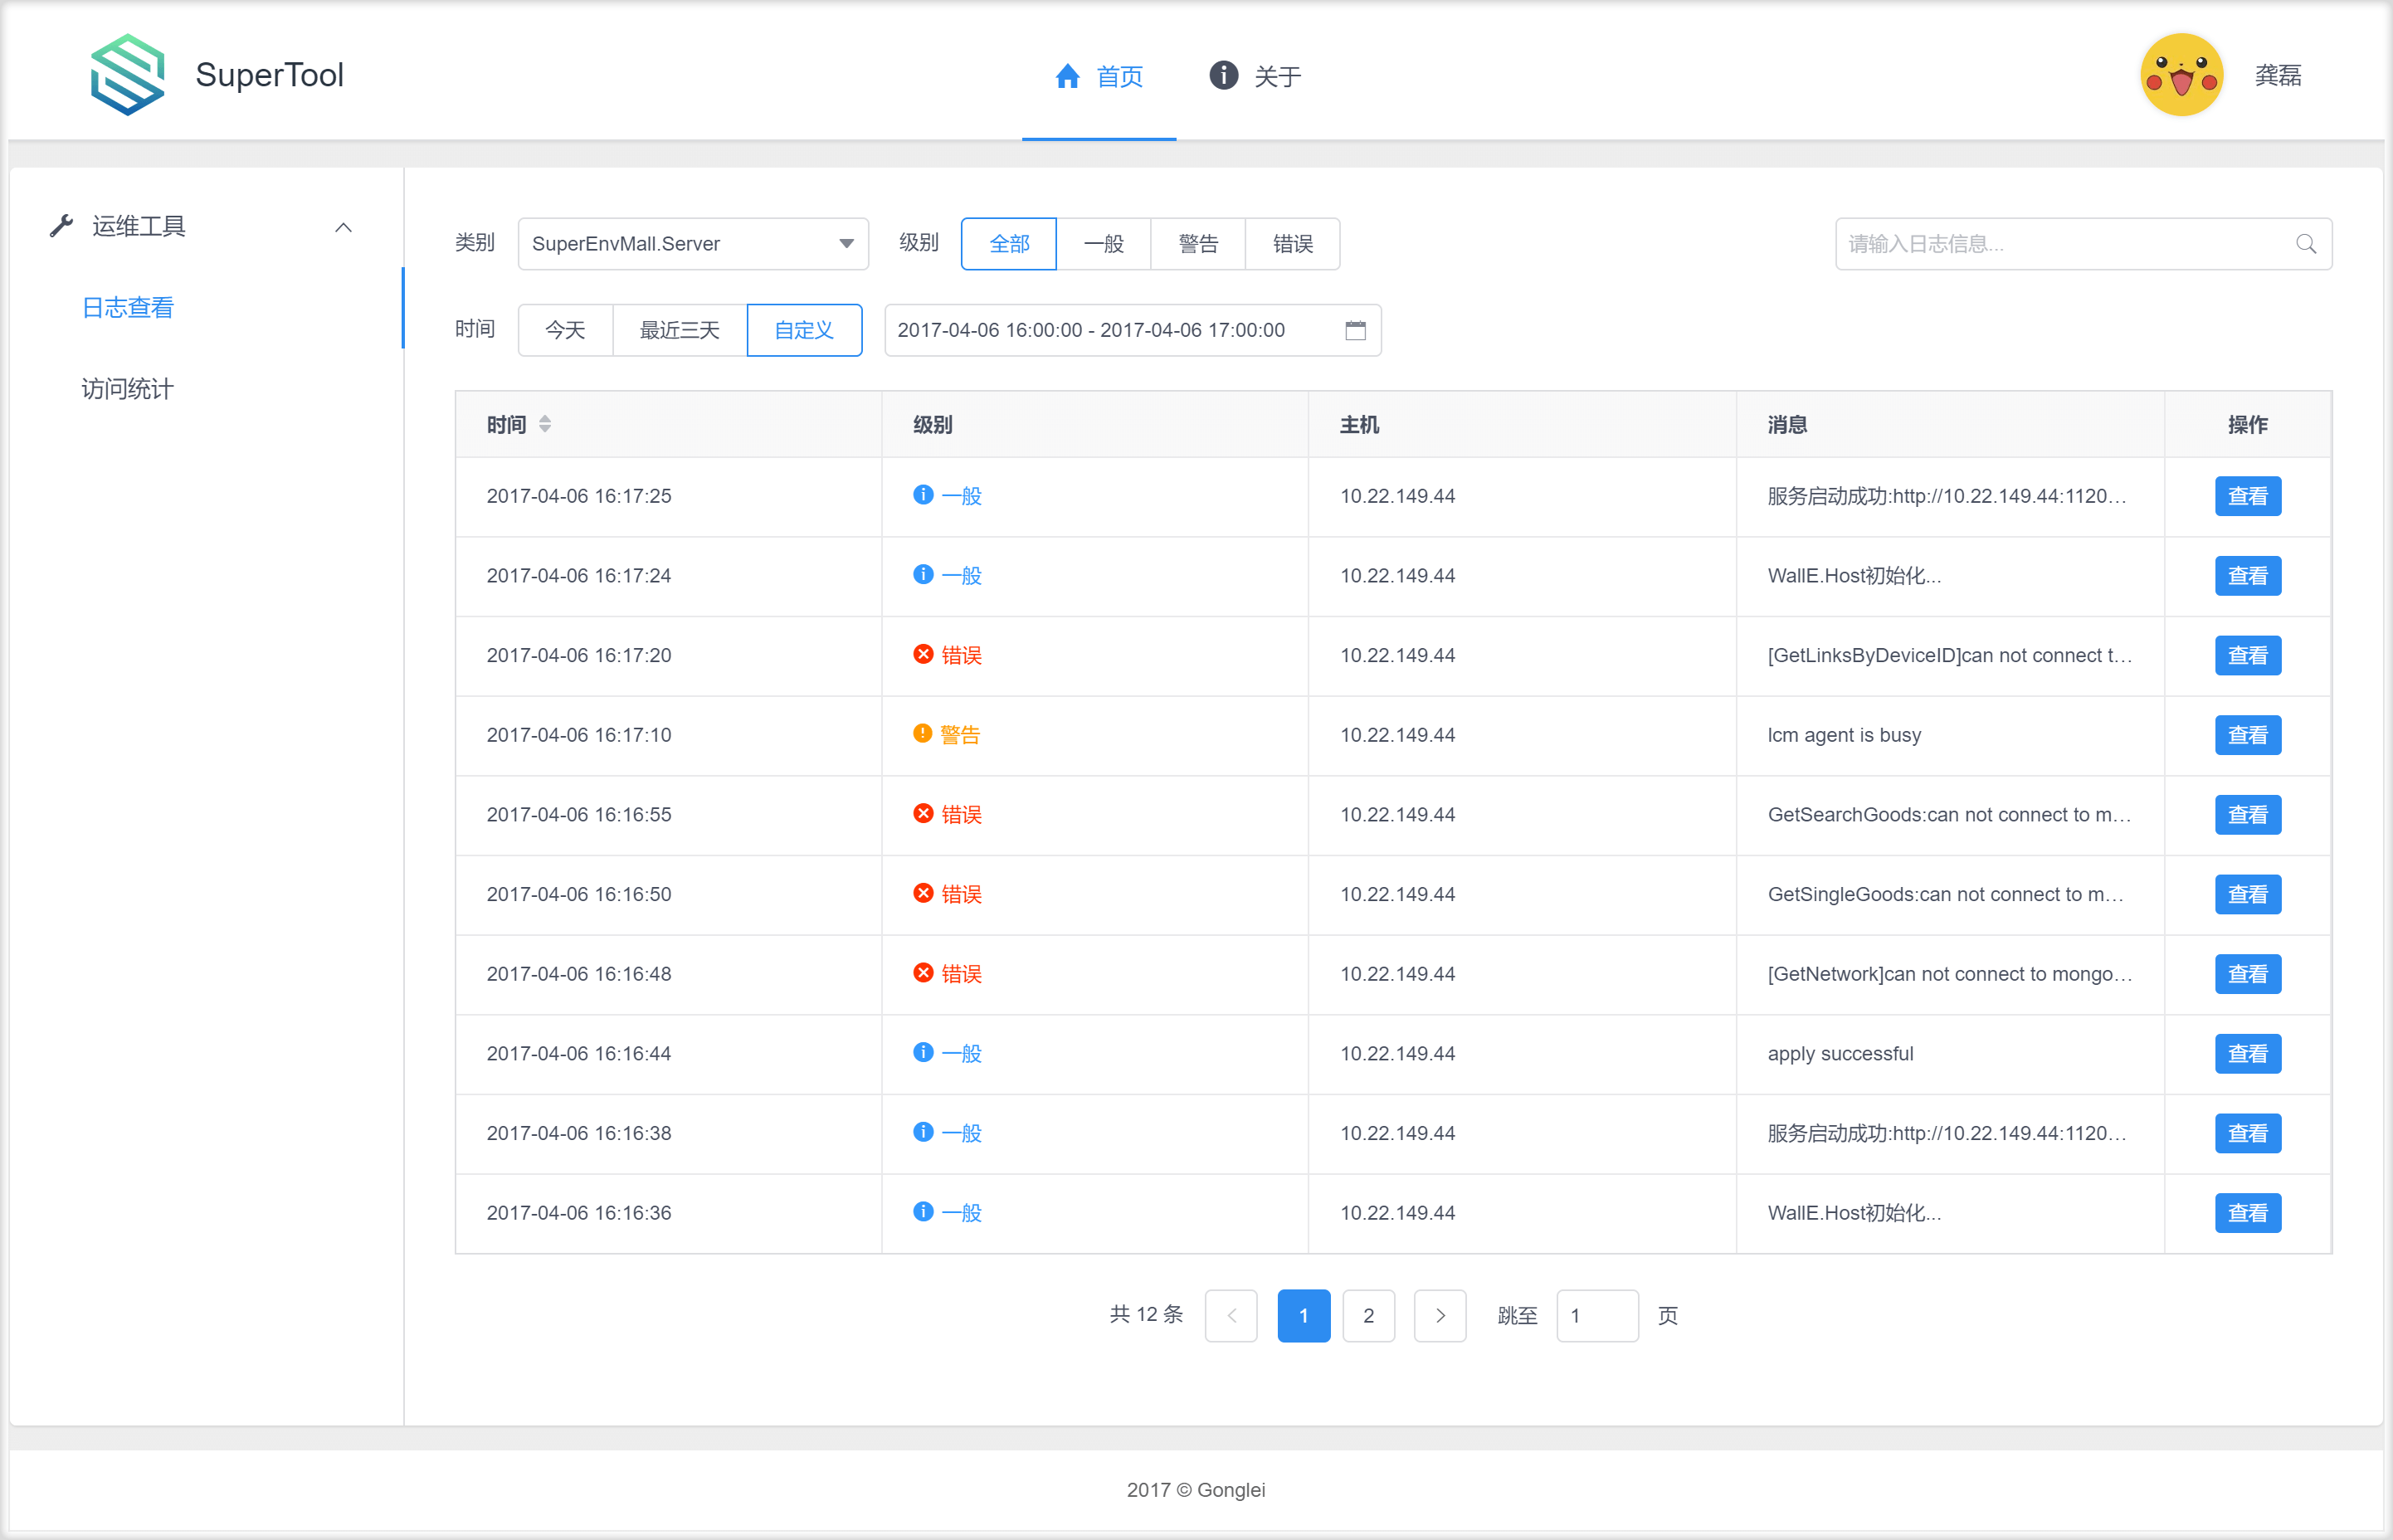 SuperTool
首页
关于
龚磊
运维工具
日志查看
访问统计
类别 SuperEnvMall.Server 级别 全部 一般 警告 错误 请输入日志信息...
时间 今天 最近三天 自定义 2017-04-06 16:00:00 - 2017-04-06 17:00:00
时间 级别 主机 消息 操作
2017-04-06 16:17:25 一般 10.22.149.44 服务启动成功:http://10.22.149.44:1120... 查看
2017-04-06 16:17:24 一般 10.22.149.44 WallE.Host初始化... 查看
2017-04-06 16:17:20 错误 10.22.149.44 [GetLinksByDeviceID]can not connect t... 查看
2017-04-06 16:17:10 警告 10.22.149.44 lcm agent is busy 查看
2017-04-06 16:16:55 错误 10.22.149.44 GetSearchGoods:can not connect to m... 查看
2017-04-06 16:16:50 错误 10.22.149.44 GetSingleGoods:can not connect to m... 查看
2017-04-06 16:16:48 错误 10.22.149.44 [GetNetwork]can not connect to mongo... 查看
2017-04-06 16:16:44 一般 10.22.149.44 apply successful 查看
2017-04-06 16:16:38 一般 10.22.149.44 服务启动成功:http://10.22.149.44:1120... 查看
2017-04-06 16:16:36 一般 10.22.149.44 WallE.Host初始化... 查看
共 12 条 1 2 跳至 1 页
2017 © Gonglei